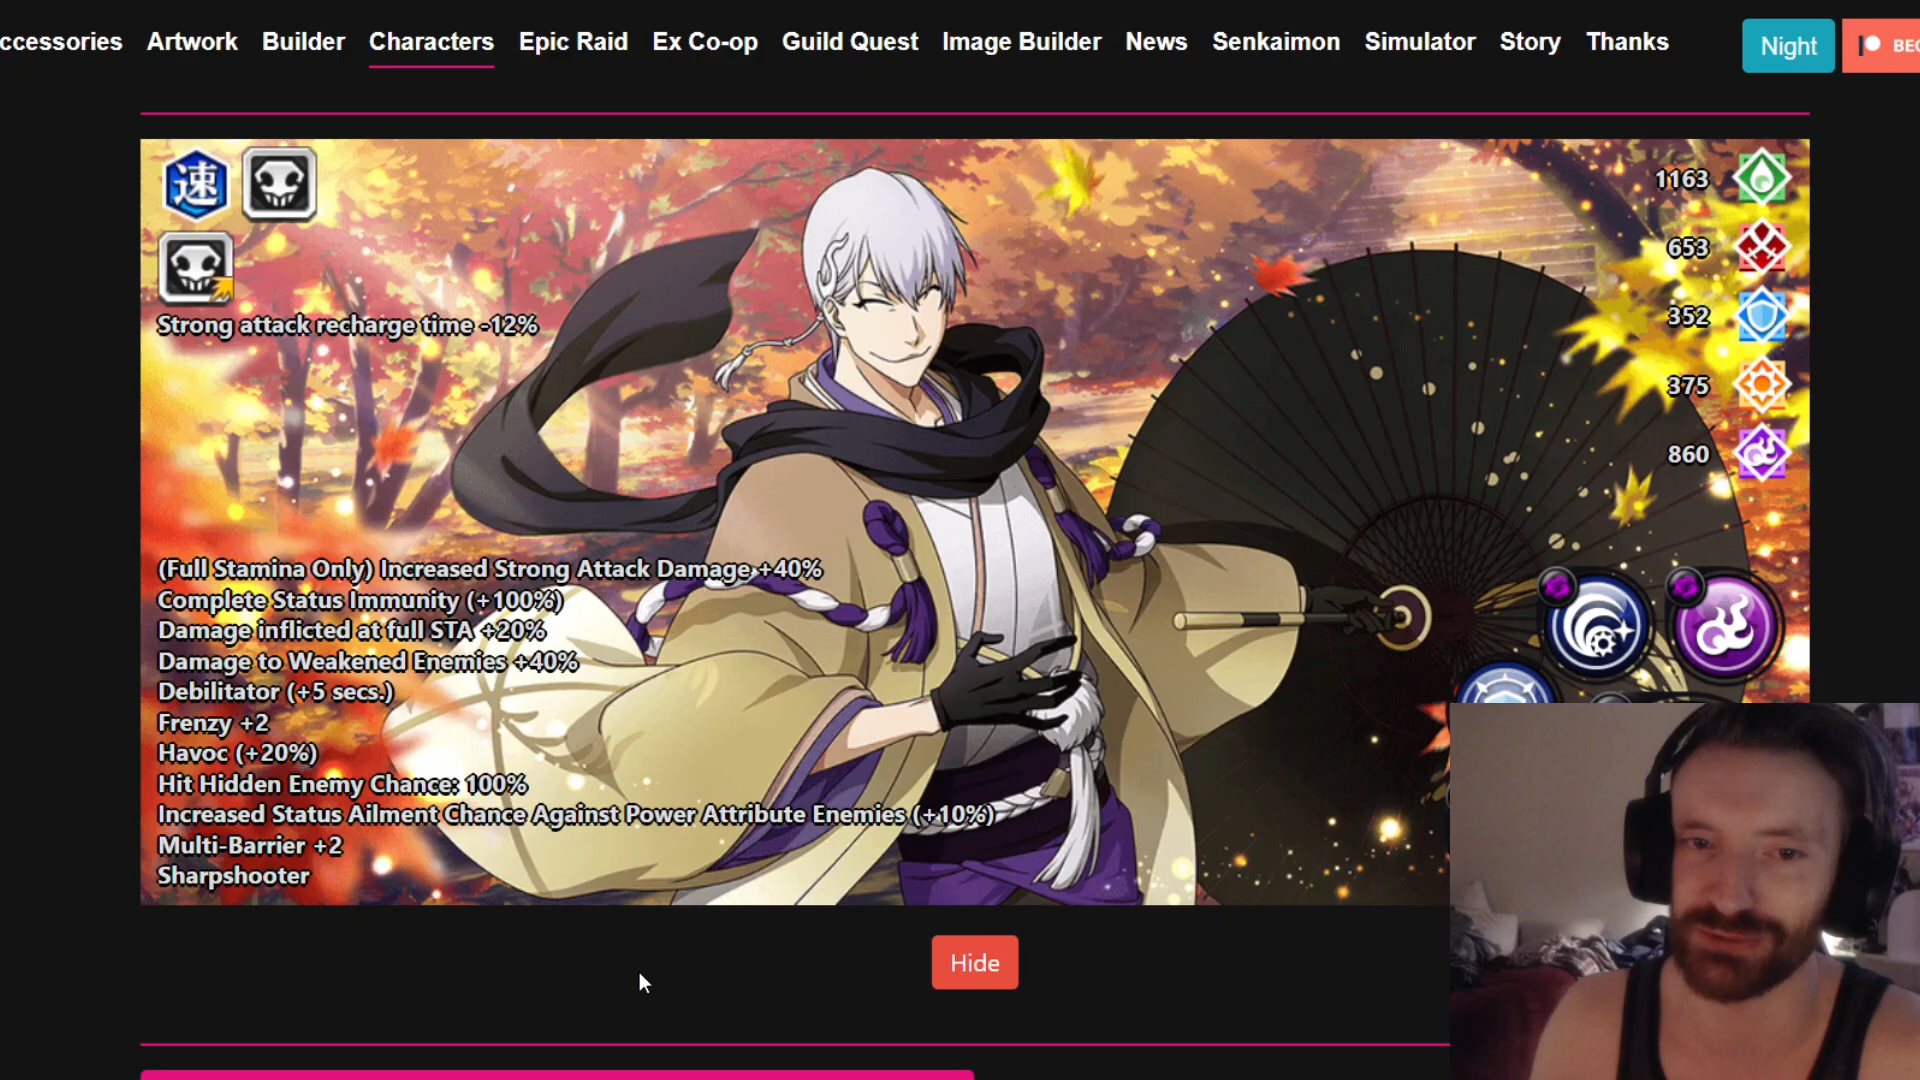 ccessories Artwork Builder Characters Epic Raid Ex Co-op Guild Quest Image Builder News Senkaimon Simulator Story Thanks Night BEC
速
1163
653
352
375
860
Strong attack recharge time -12%
(Full Stamina Only) Increased Strong Attack Damage +40%
Complete Status Immunity (+100%)
Damage inflicted at full STA +20%
Damage to Weakened Enemies +40%
Debilitator (+5 secs.)
Frenzy +2
Havoc (+20%)
Hit Hidden Enemy Chance: 100%
Increased Status Ailment Chance Against Power Attribute Enemies (+10%)
Multi-Barrier +2
Sharpshooter
Hide